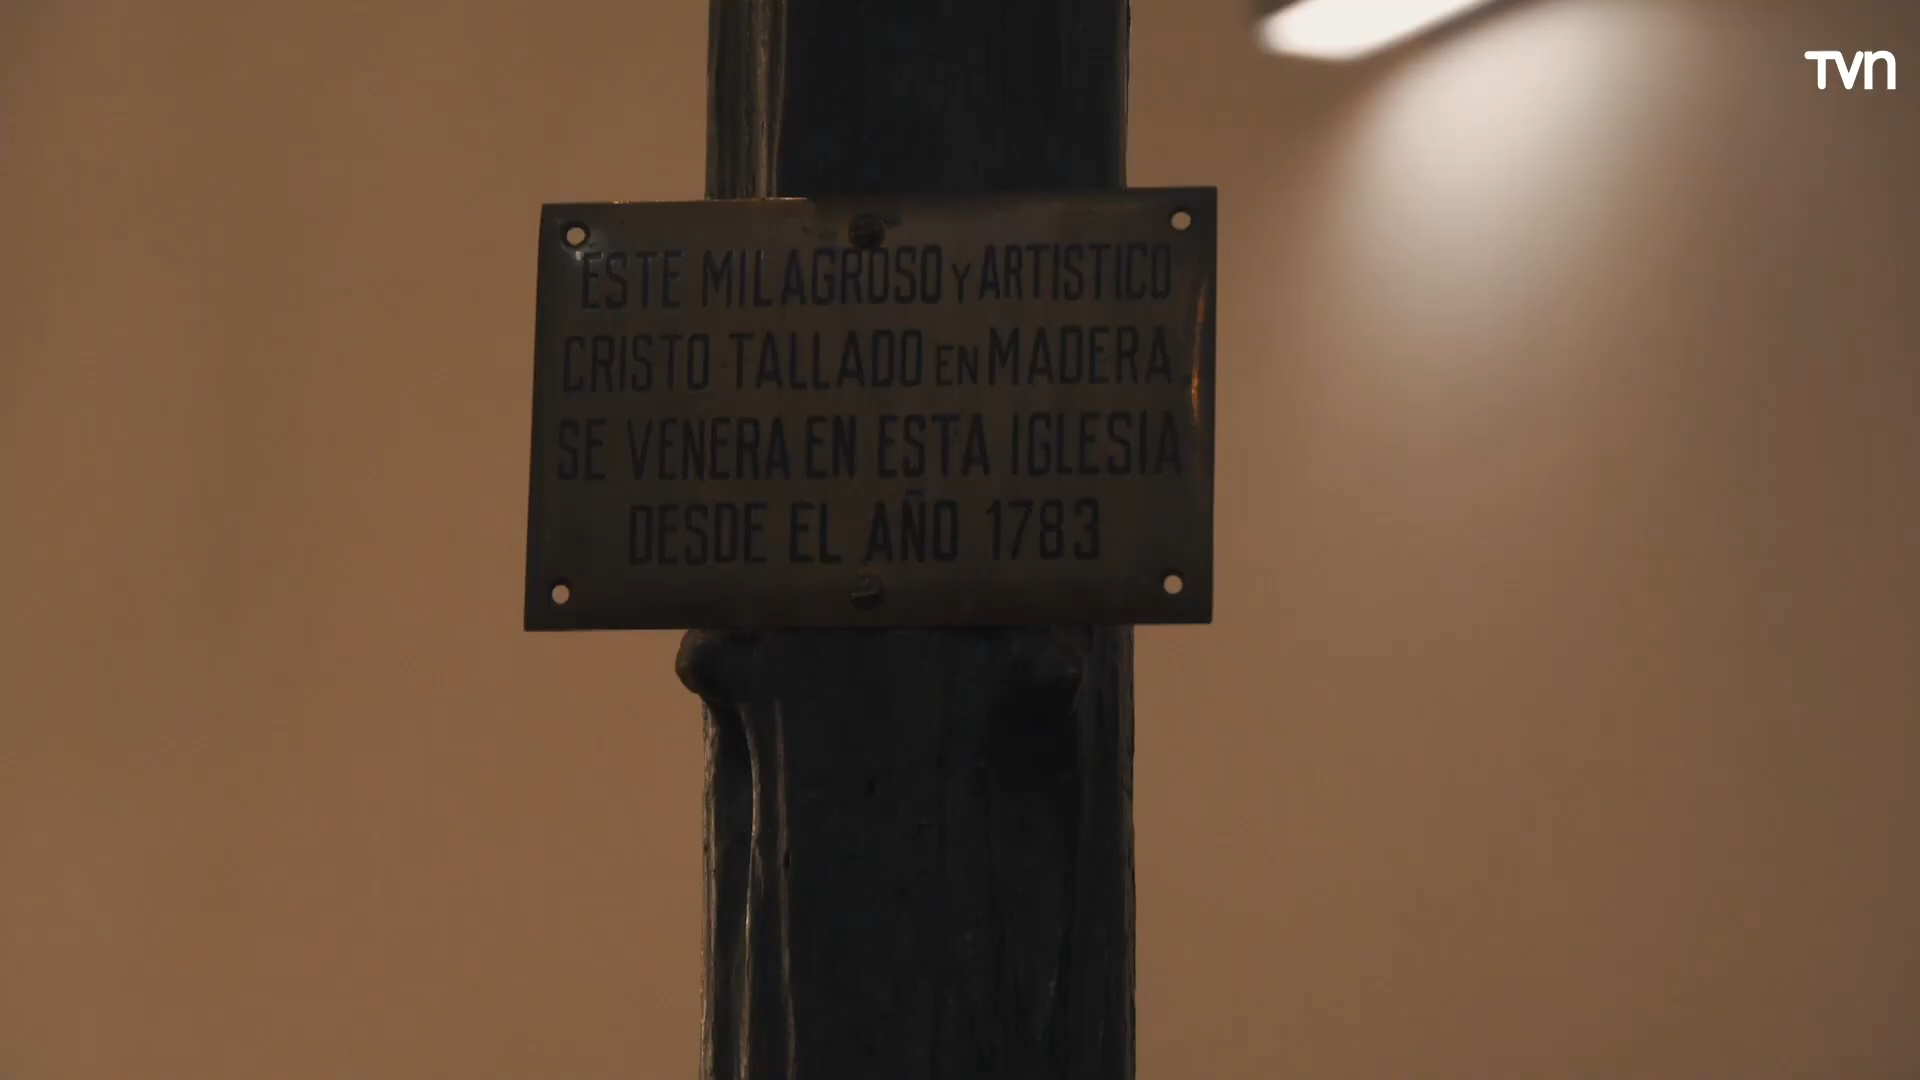 TVN
ESTE MILAGROSO Y ARTISTICO
CRISTO TALLADO EN MADERA
SE VENERA EN ESTA IGLESIA
DESDE EL AÑO 1783